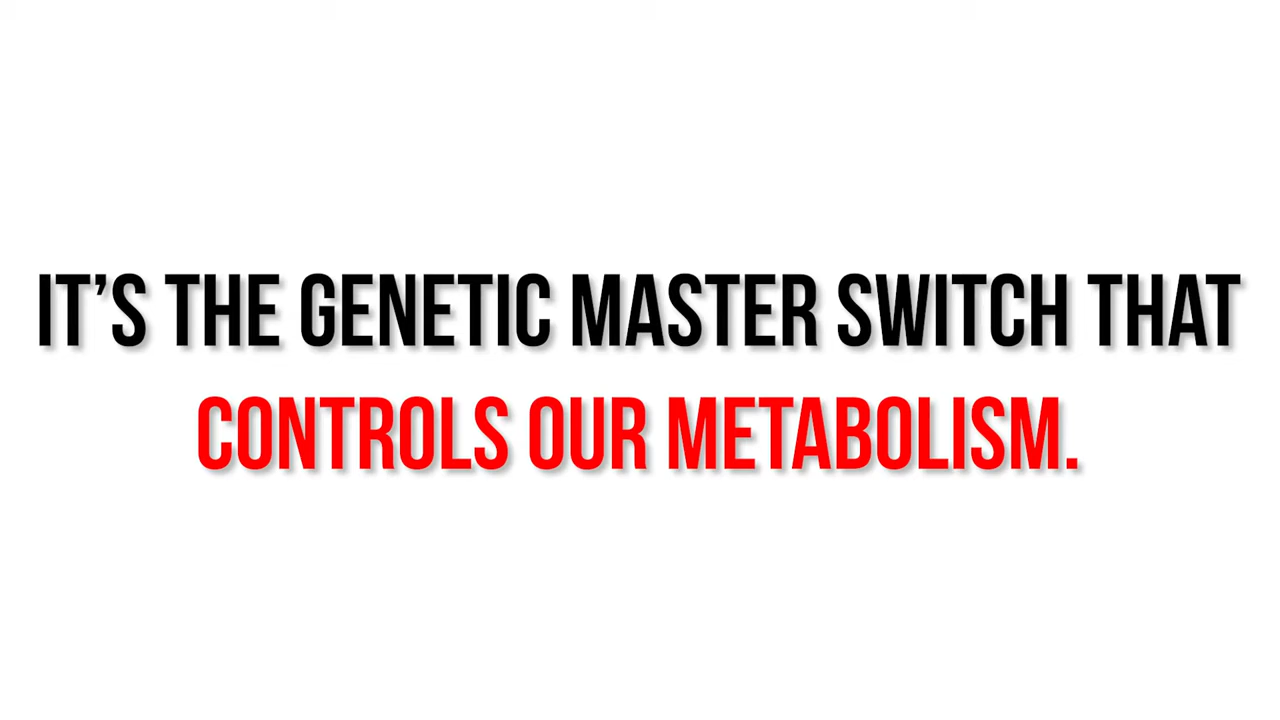 IT’S THE GENETIC MASTER SWITCH THAT
CONTROLS OUR METABOLISM.